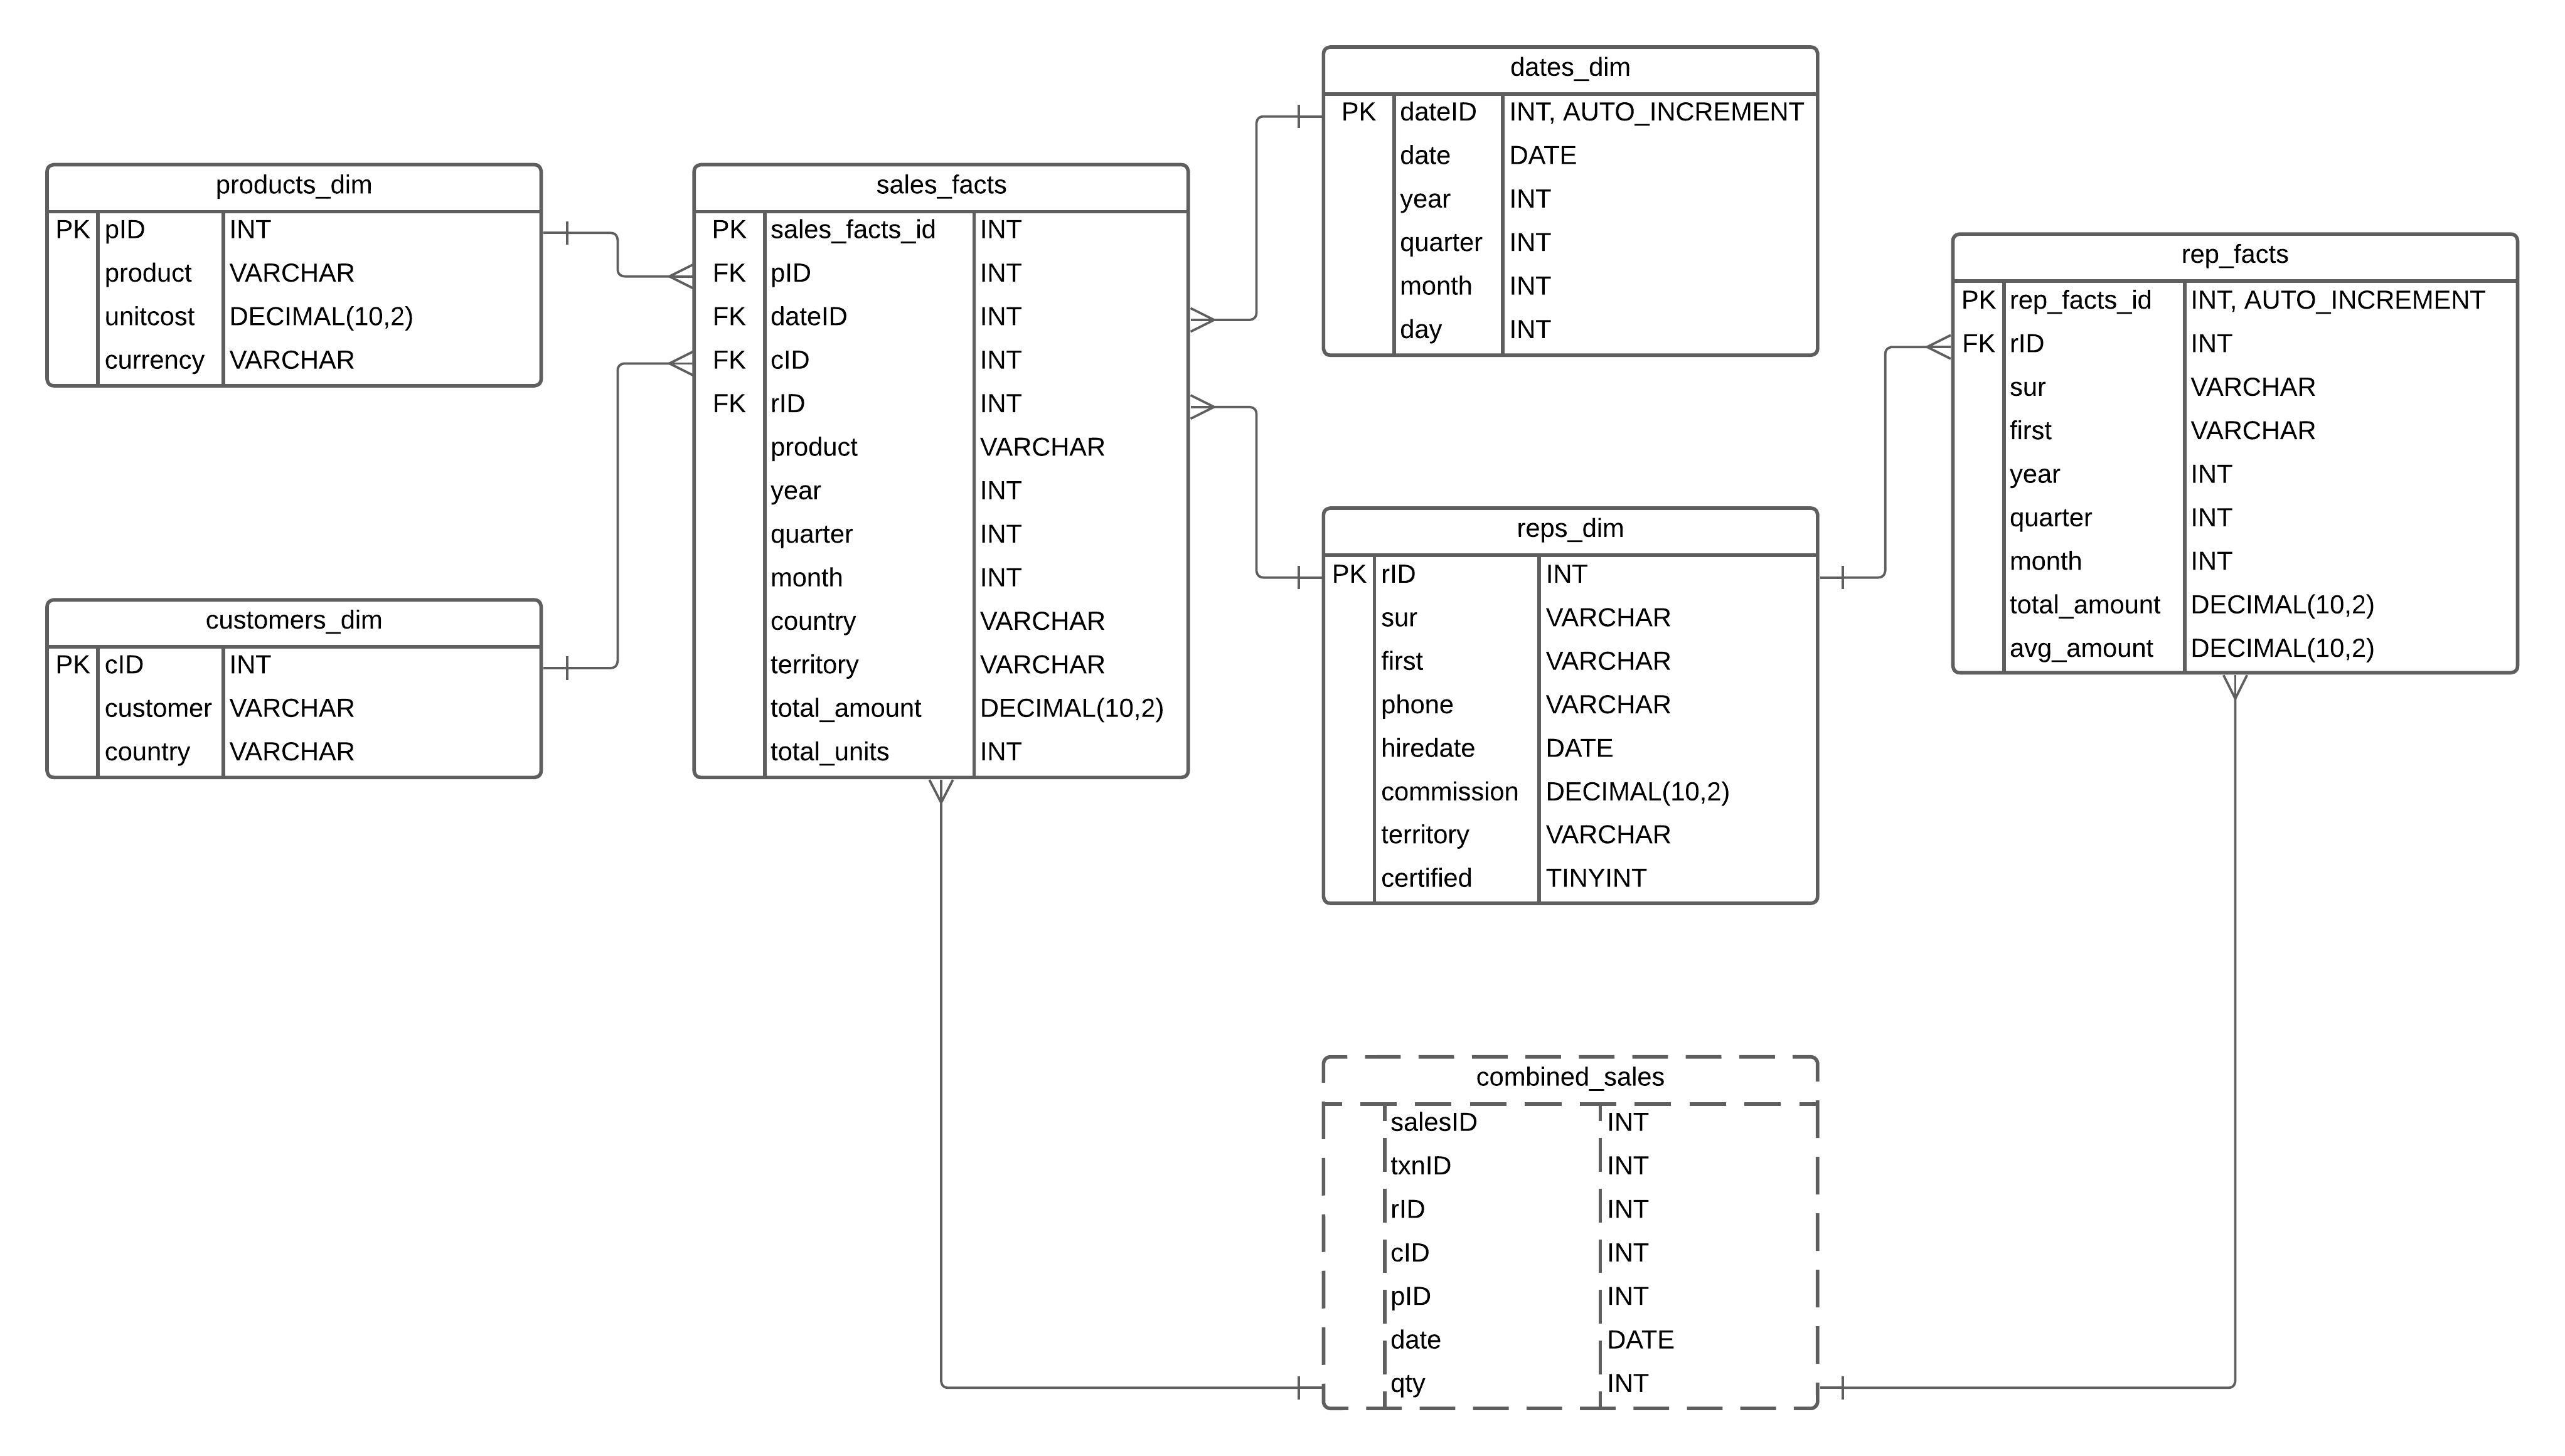 products_dim
PK pID INT
product VARCHAR
unitcost DECIMAL(10,2)
currency VARCHAR
customers_dim
PK cID INT
customer VARCHAR
country VARCHAR
sales_facts
PK sales_facts_id INT
FK pID INT
FK dateID INT
FK cID INT
FK rID INT
product VARCHAR
year INT
quarter INT
month INT
country VARCHAR
territory VARCHAR
total_amount DECIMAL(10,2)
total_units INT
dates_dim
PK dateID INT, AUTO_INCREMENT
date DATE
year INT
quarter INT
month INT
day INT
reps_dim
PK rID INT
sur VARCHAR
first VARCHAR
phone VARCHAR
hiredate DATE
commission DECIMAL(10,2)
territory VARCHAR
certified TINYINT
rep_facts
PK rep_facts_id INT, AUTO_INCREMENT
FK rID INT
sur VARCHAR
first VARCHAR
year INT
quarter INT
month INT
total_amount DECIMAL(10,2)
avg_amount DECIMAL(10,2)
combined_sales
salesID INT
txnID INT
rID INT
cID INT
pID INT
date DATE
qty INT